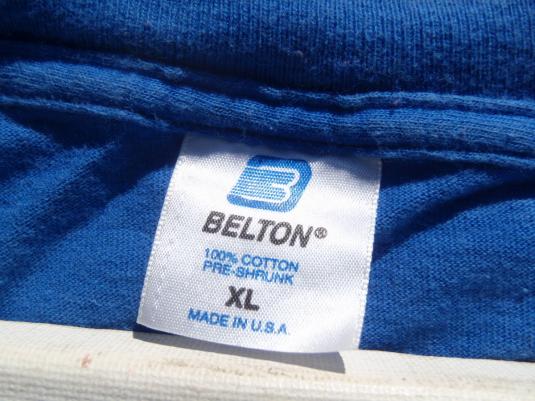 B
BELTON®
100% COTTON
PRE-SHRUNK
XL
MADE IN U.S.A.